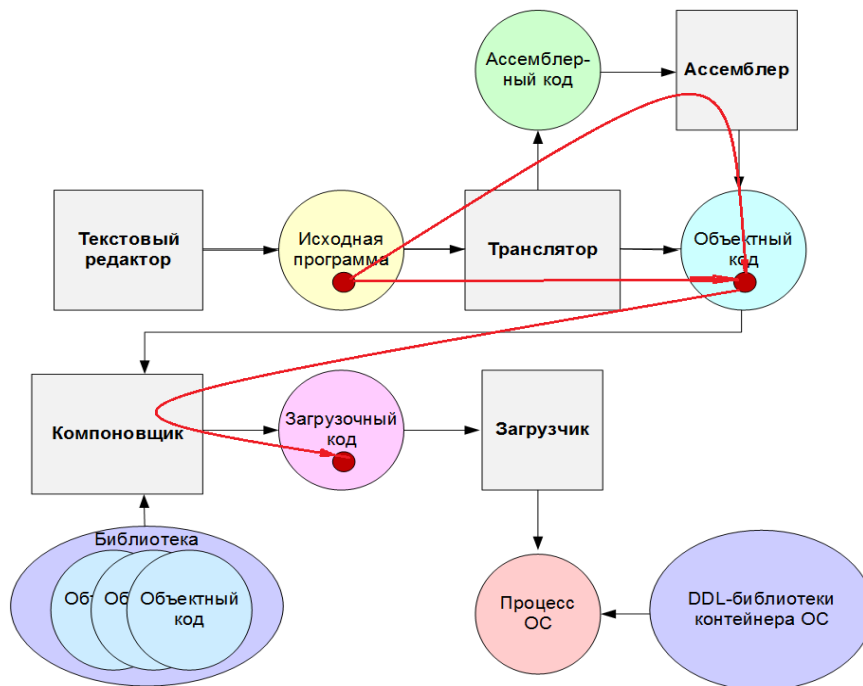 Ассемблер-
ный код
Ассемблер
Текстовый
редактор
Исходная
программа
Транслятор
Объектный
код
Компоновщик
Загрузочный
код
Загрузчик
Библиотека
Объектный
код
Процесс
ОС
DDL-библиотеки
контейнера ОС